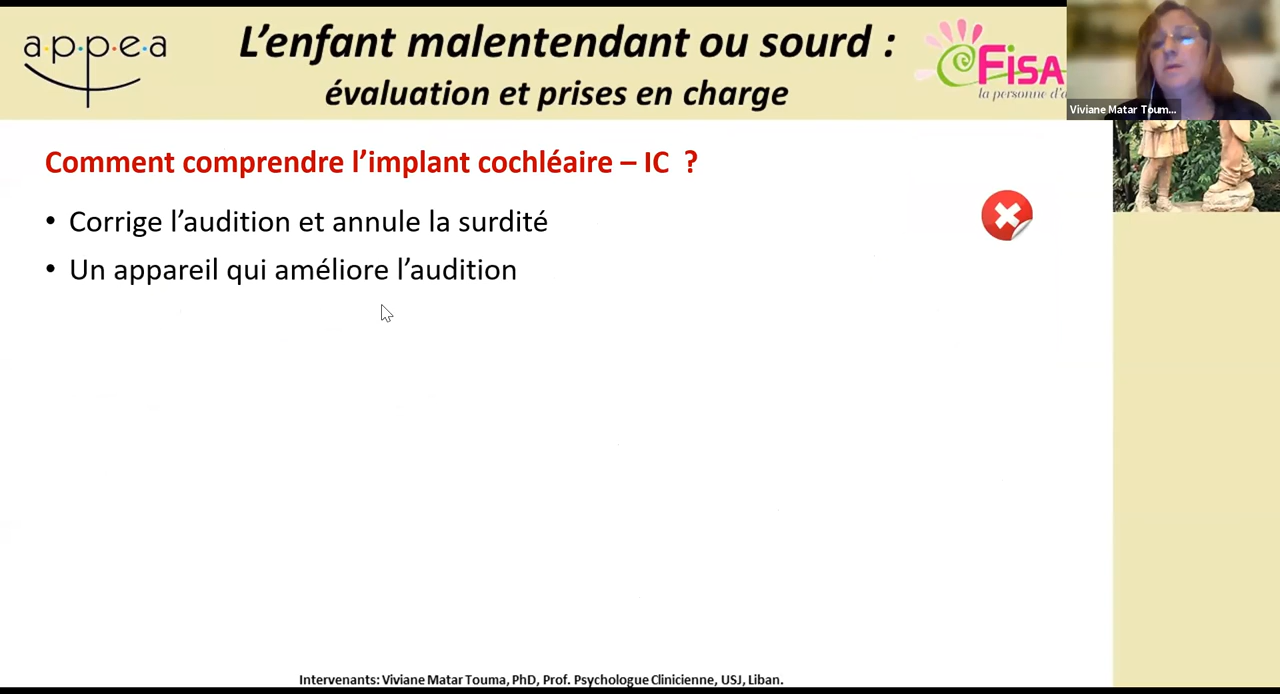 a·p·p·e·a
L'enfant malentendant ou sourd :
évaluation et prises en charge
FiSA
la personne d'a
Viviane Matar Toum...
Comment comprendre l'implant cochléaire – IC ?
• Corrige l'audition et annule la surdité
• Un appareil qui améliore l'audition
Intervenants: Viviane Matar Touma, PhD, Prof. Psychologue Clinicienne, USJ, Liban.